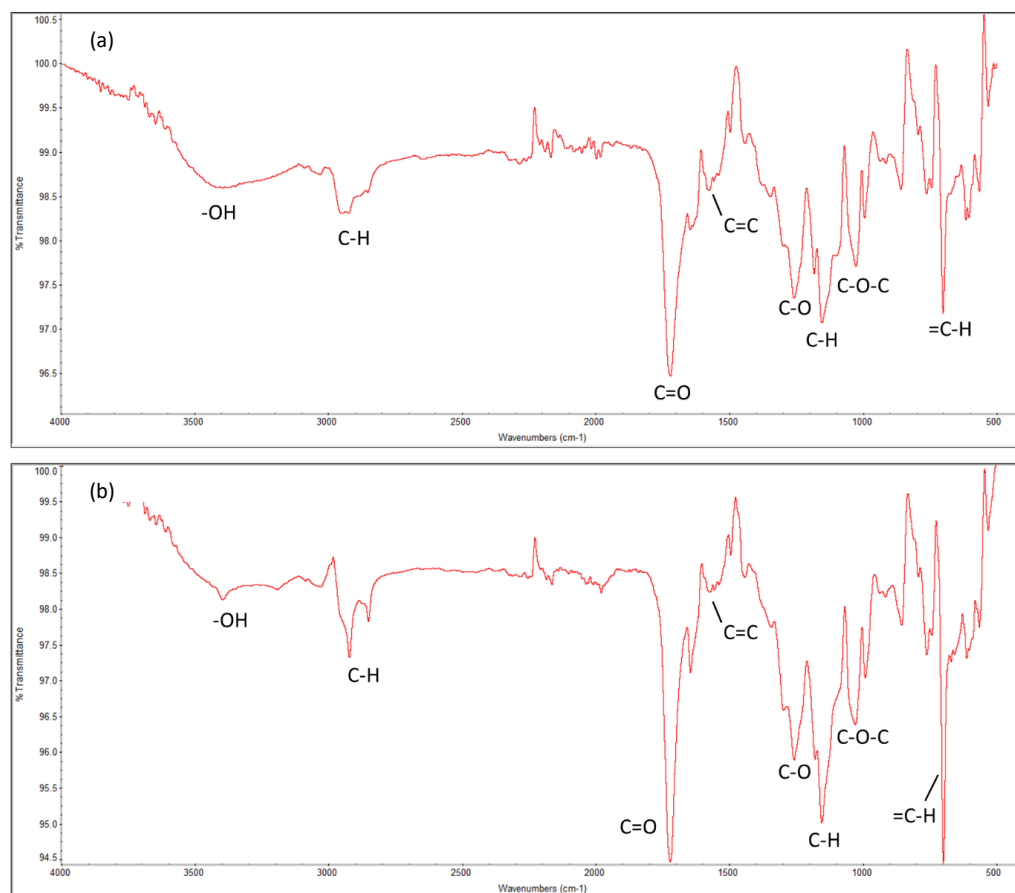 (a)
100.5
100.0
99.5
99.0
98.5
98.0
97.5
97.0
96.5
% Transmittance
-OH
C-H
C=O
C=C
C-O
C-H
C-O-C
=C-H
4000 3500 3000 2500 2000 1500 1000 500
Wavenumbers (cm-1)
(b)
100.0
99.5
99.0
98.5
98.0
97.5
97.0
96.5
96.0
95.5
95.0
94.5
% Transmittance
-OH
C-H
C=O
C=C
C-O
C-H
C-O-C
=C-H
4000 3500 3000 2500 2000 1500 1000 500
Wavenumbers (cm-1)